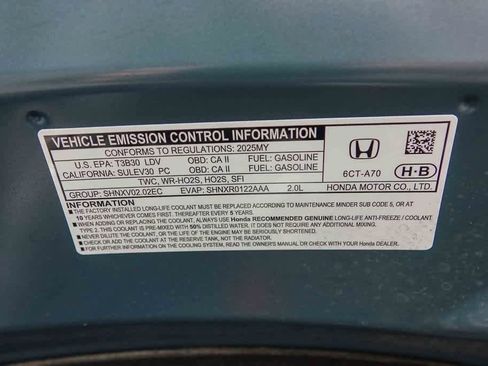 VEHICLE EMISSION CONTROL INFORMATION
CONFORMS TO REGULATIONS: 2025MY
U.S. EPA: T3B30 LDV OBD: CA II FUEL: GASOLINE
CALIFORNIA: SULEV30 PC OBD: CA II FUEL: GASOLINE
TWC, WR-HO2S, HO2S, SFI
GROUP: SHNXV02.02EC EVAP: SHNXR0122AAA 2.0L
6CT-A70
H·B
HONDA MOTOR CO., LTD.
IMPORTANT INFORMATION
■ THE FACTORY INSTALLED LONG-LIFE COOLANT MUST BE REPLACED ACCORDING TO MAINTENANCE MINDER SUB CODE 5, OR AT
10 YEARS WHICHEVER COMES FIRST. THEREAFTER EVERY 5 YEARS.
■ WHEN ADDING OR REPLACING THE COOLANT, ALWAYS USE Honda RECOMMENDED GENUINE LONG-LIFE ANTI-FREEZE / COOLANT
TYPE 2. THIS COOLANT IS PRE-MIXED WITH 50% DISTILLED WATER, IT DOES NOT REQUIRE ANY ADDITIONAL MIXING.
■ NEVER DILUTE THE COOLANT, OR THE LIFE OF THE ENGINE MAY BE SERIOUSLY SHORTENED.
■ CHECK AND ADD COOLANT AT THE RESERVE TANK, NOT THE RADIATOR.
■ FOR FURTHER INFORMATION ON THE COOLING SYSTEM, READ THE OWNER'S MANUAL OR CHECK WITH YOUR Honda DEALER.